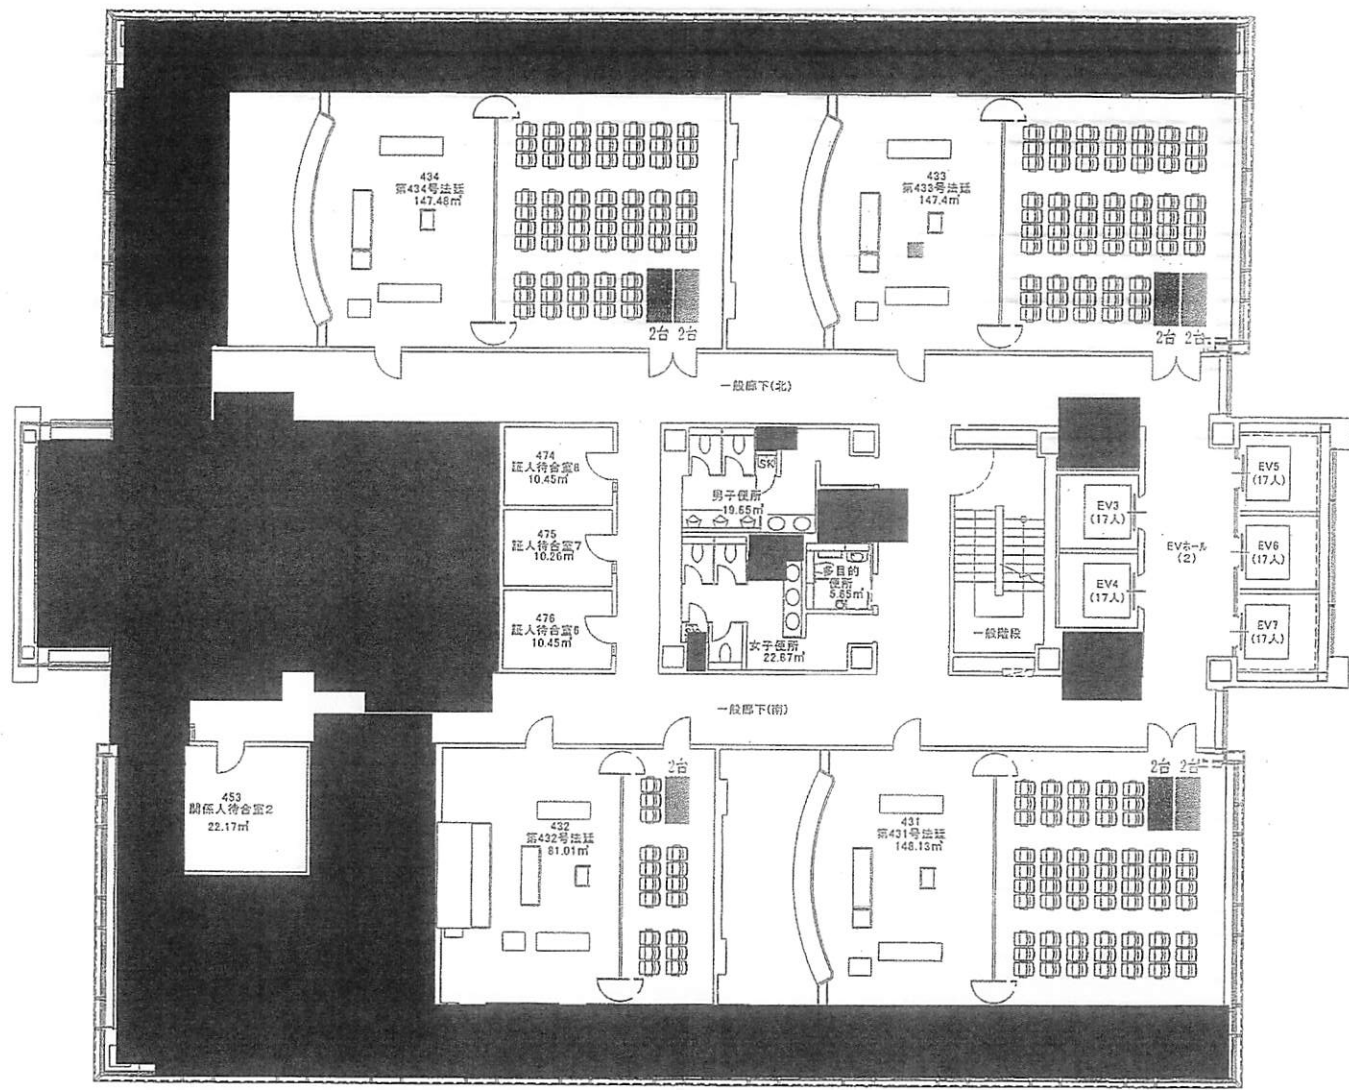 434
第434号法廷
147.48㎡
2台 2台
433
第433号法廷
147.4㎡
2台 2台
一般廊下(北)
474
証人待合室8
10.45㎡
475
証人待合室7
10.26㎡
476
証人待合室6
10.45㎡
SK
男子便所
19.65㎡
多目的
便所
5.65㎡
女子便所
22.67㎡
一般階段
EV3
(17人)
EV4
(17人)
EVホール
(2)
EV5
(17人)
EV6
(17人)
EV7
(17人)
一般廊下(南)
453
関係人待合室2
22.17㎡
432
第432号法廷
81.01㎡
2台
431
第431号法廷
148.13㎡
2台 2台